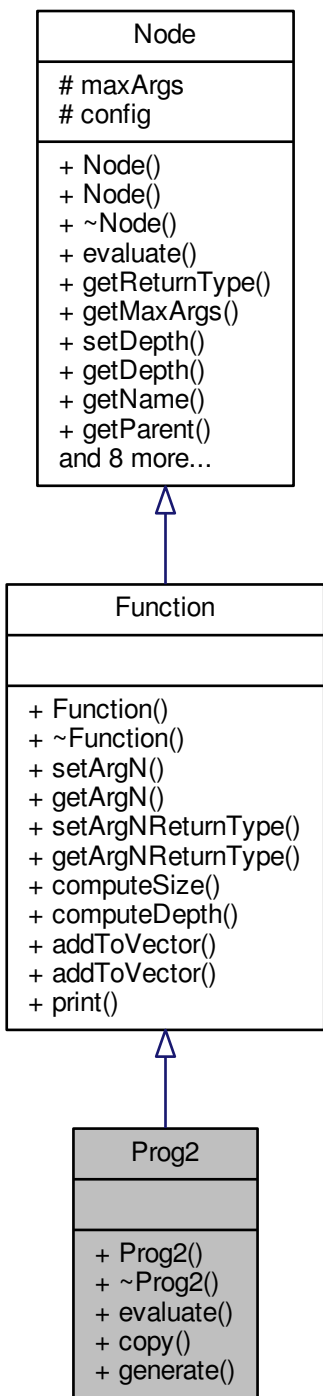 Node
# maxArgs
# config
+ Node()
+ Node()
+ ~Node()
+ evaluate()
+ getReturnType()
+ getMaxArgs()
+ setDepth()
+ getDepth()
+ getName()
+ getParent()
and 8 more...
Function
+ Function()
+ ~Function()
+ setArgN()
+ getArgN()
+ setArgNReturnType()
+ getArgNReturnType()
+ computeSize()
+ computeDepth()
+ addToVector()
+ addToVector()
+ print()
Prog2
+ Prog2()
+ ~Prog2()
+ evaluate()
+ copy()
+ generate()